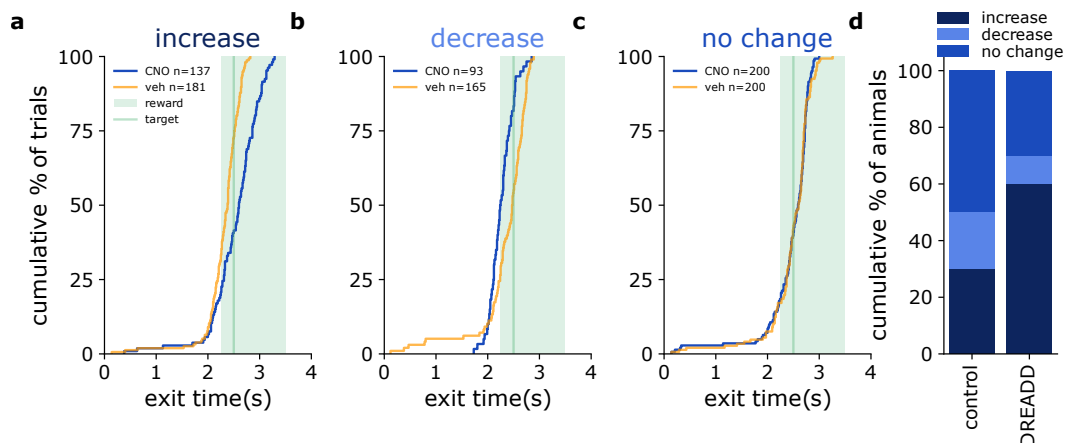 a
increase
cumulative % of trials
100
75
50
25
0
CNO n=137
veh n=181
reward
target
0 1 2 3 4
exit time(s)
b
decrease
100
75
50
25
0
CNO n=93
veh n=165
0 1 2 3 4
exit time(s)
c
no change
100
75
50
25
0
CNO n=200
veh n=200
0 1 2 3 4
exit time(s)
d
increase
decrease
no change
cumulative % of animals
100
80
60
40
20
0
control
DREADD